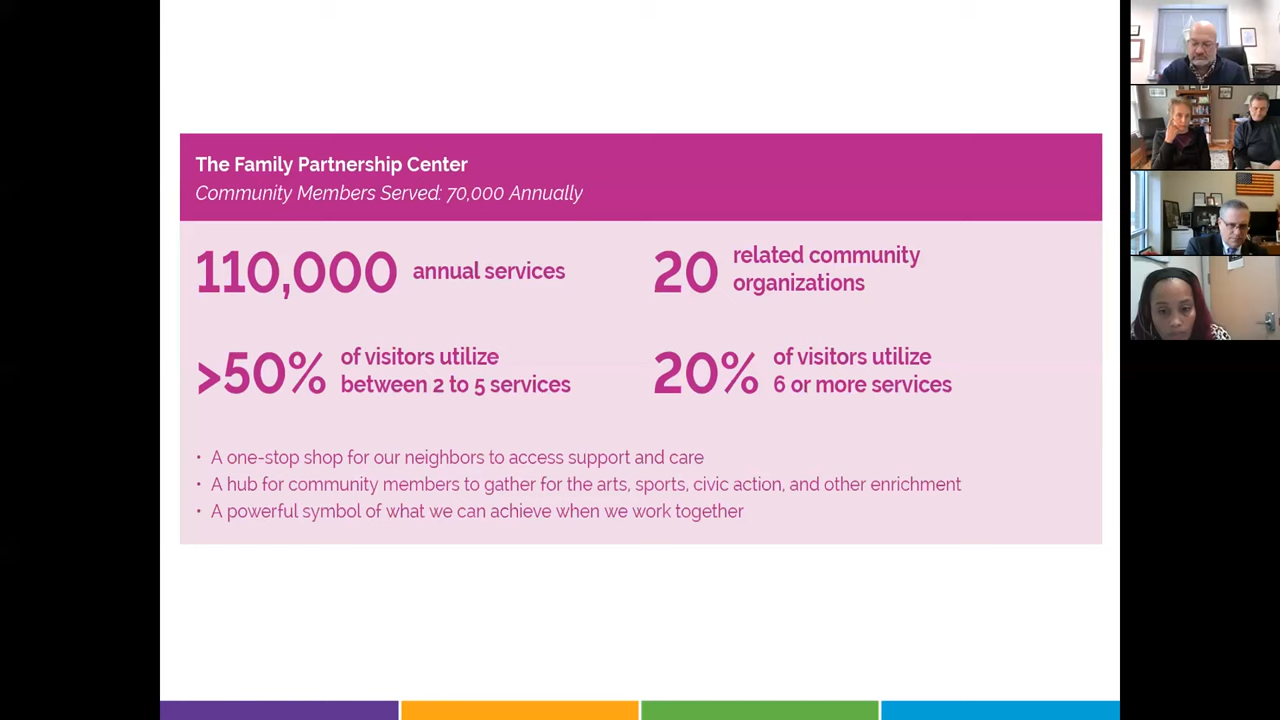 The Family Partnership Center
Community Members Served: 70,000 Annually
110,000 annual services
20 related community
organizations
>50% of visitors utilize
between 2 to 5 services
20% of visitors utilize
6 or more services
• A one-stop shop for our neighbors to access support and care
• A hub for community members to gather for the arts, sports, civic action, and other enrichment
• A powerful symbol of what we can achieve when we work together